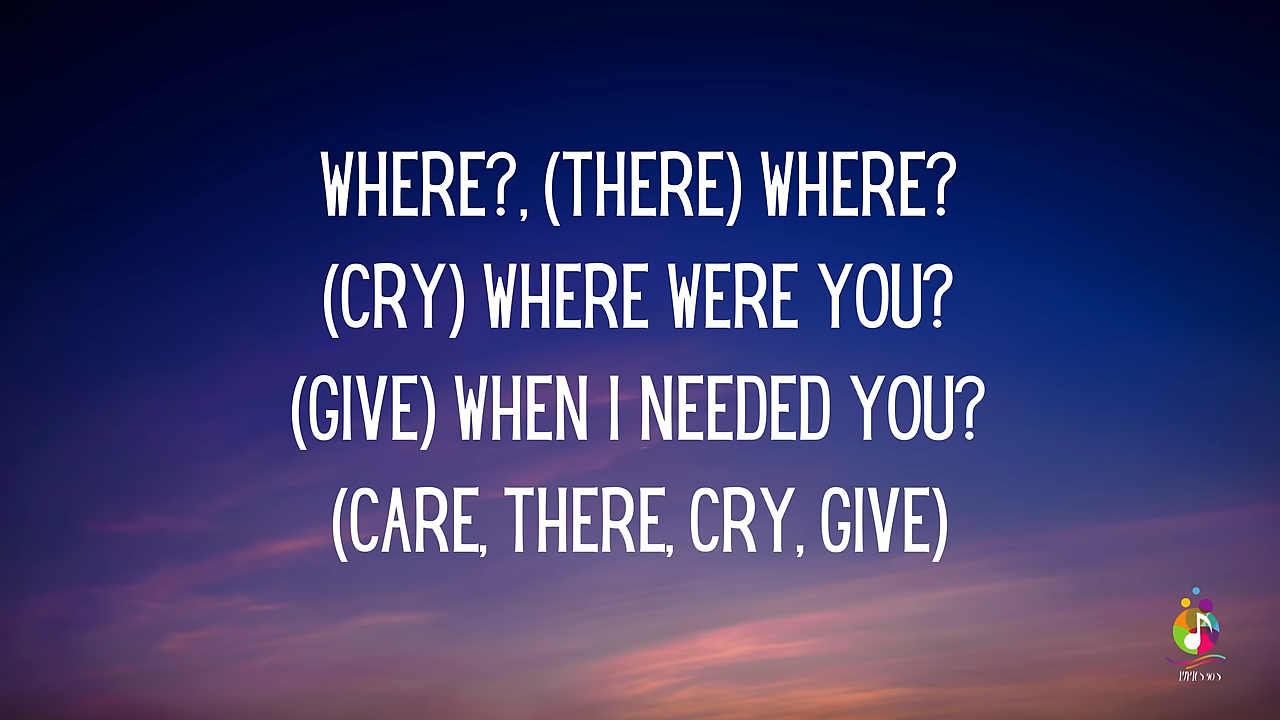 WHERE?, (THERE) WHERE?
(CRY) WHERE WERE YOU?
(GIVE) WHEN I NEEDED YOU?
(CARE, THERE, CRY, GIVE)